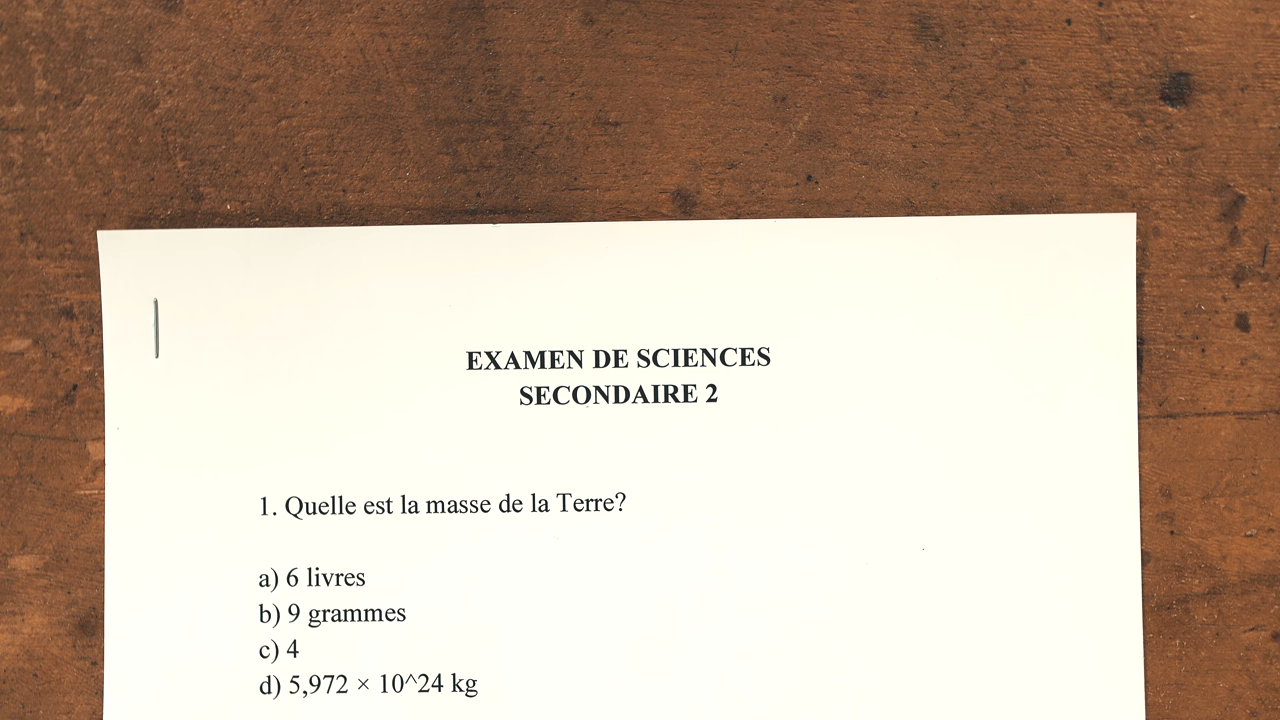 EXAMEN DE SCIENCES
SECONDAIRE 2
1. Quelle est la masse de la Terre?
a) 6 livres
b) 9 grammes
c) 4
d) 5,972 × 10^24 kg